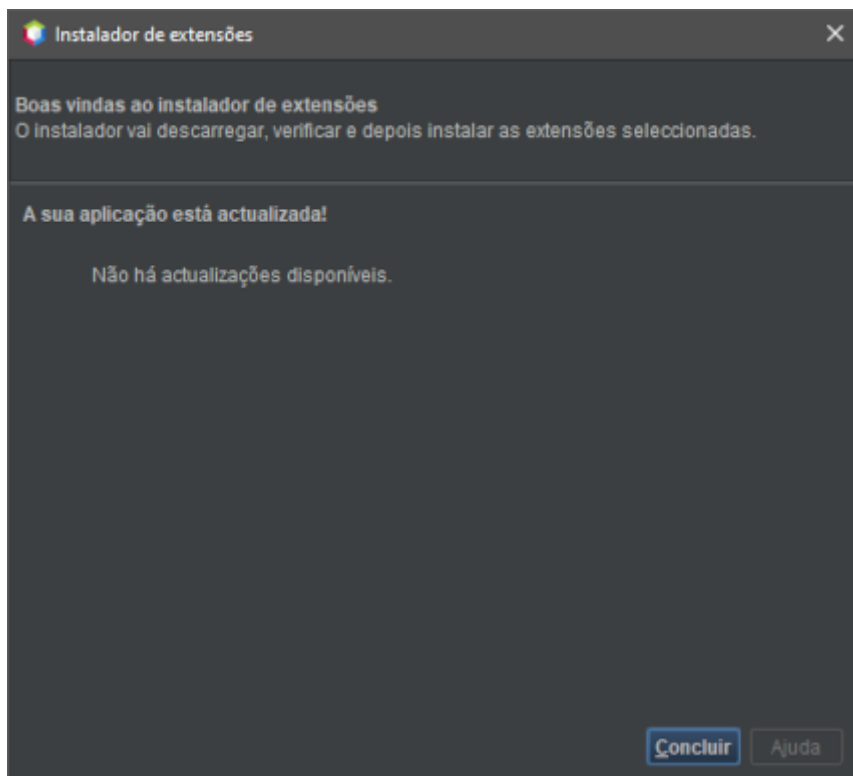 Instalador de extensões
Boas vindas ao instalador de extensões
O instalador vai descarregar, verificar e depois instalar as extensões seleccionadas.
A sua aplicação está actualizada!
Não há actualizações disponíveis.
Concluir Ajuda